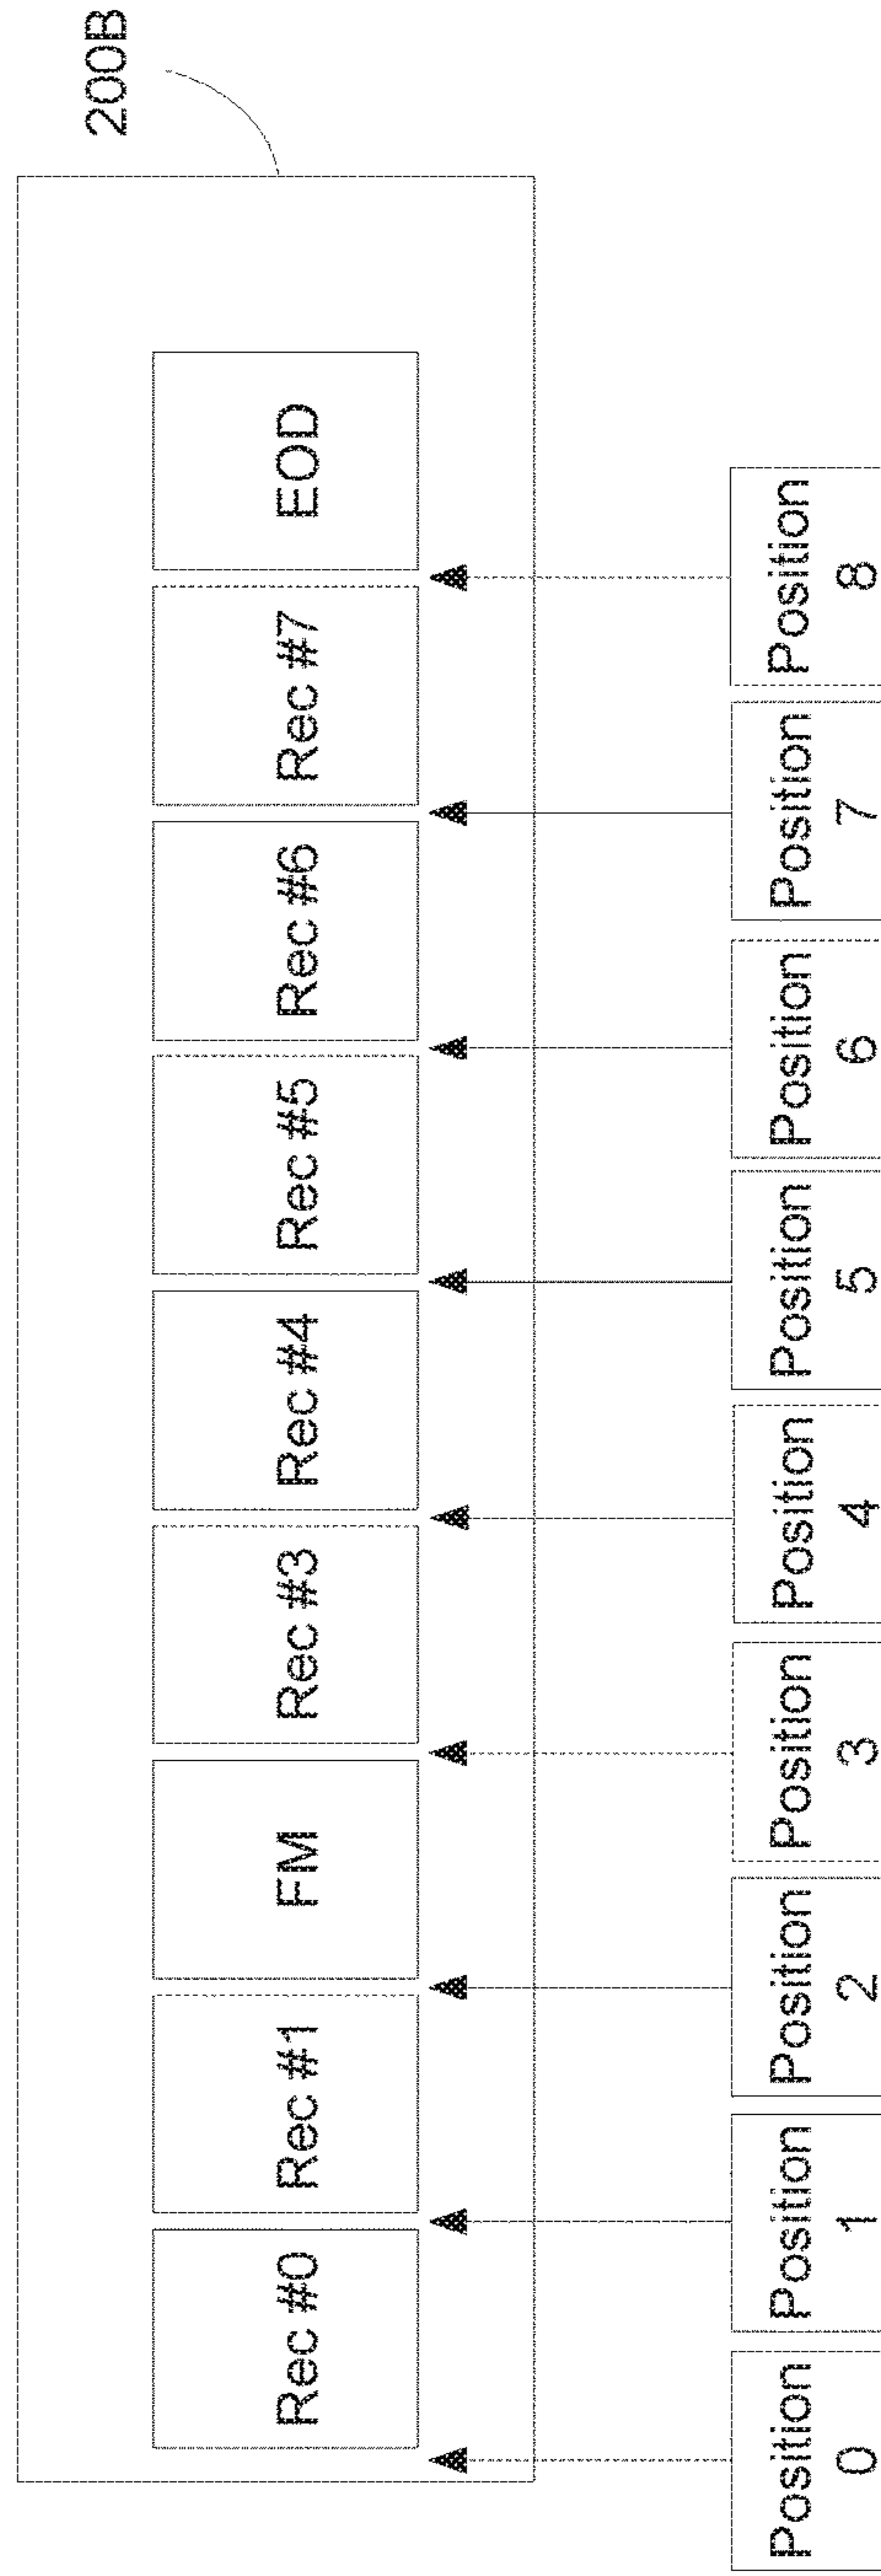 200B
Rec #0
Rec #1
FM
Rec #3
Rec #4
Rec #5
Rec #6
Rec #7
EOD
Position
0
Position
1
Position
2
Position
3
Position
4
Position
5
Position
6
Position
7
Position
8